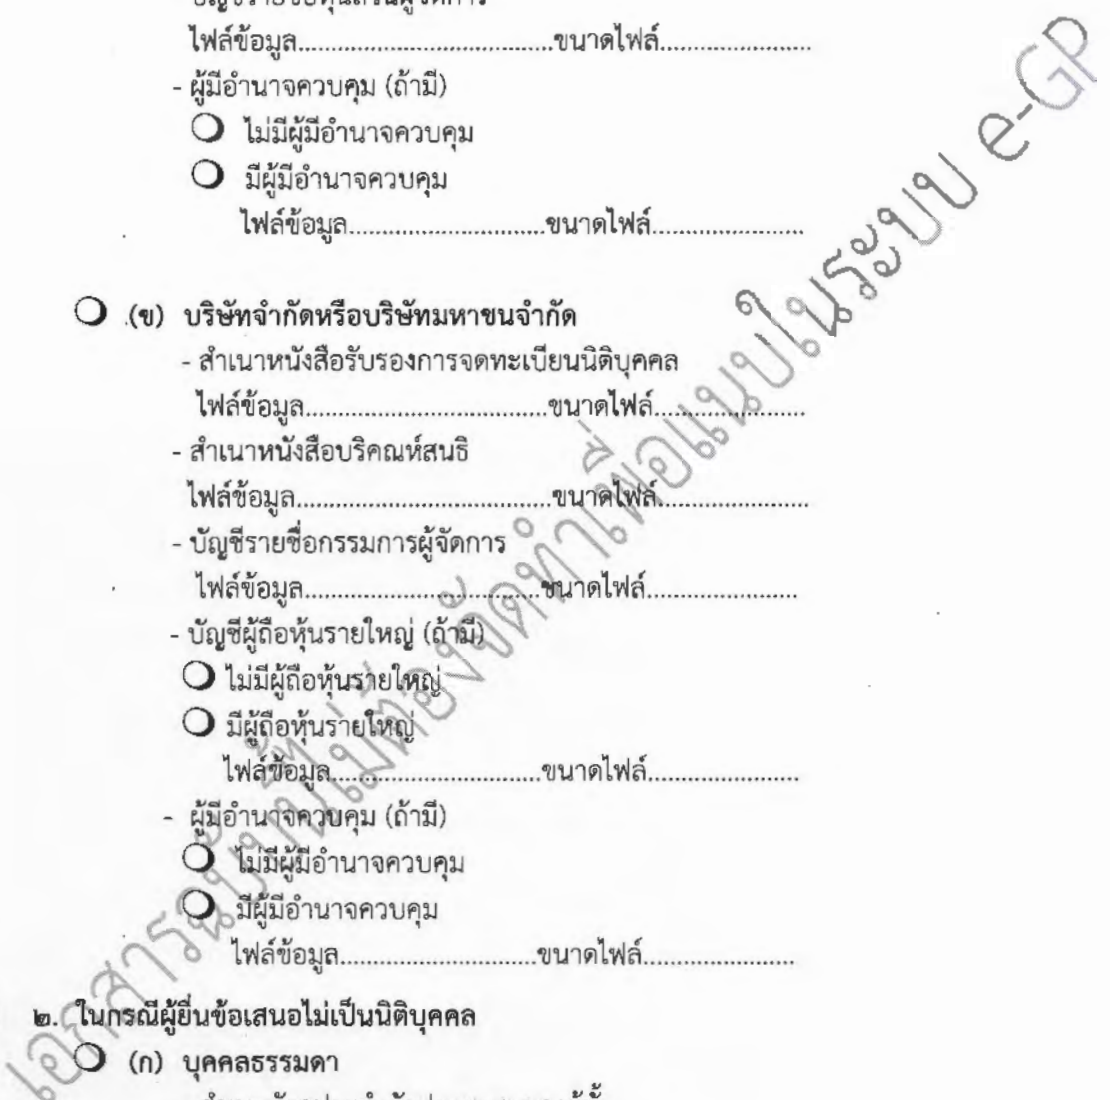 ไฟล์ข้อมูล.......................................ขนาดไฟล์.......................
- ผู้มีอำนาจควบคุม (ถ้ามี)
ไม่มีผู้มีอำนาจควบคุม
มีผู้มีอำนาจควบคุม
ไฟล์ข้อมูล..............................ขนาดไฟล์.......................
(ข) บริษัทจำกัดหรือบริษัทมหาชนจำกัด
- สำเนาหนังสือรับรองการจดทะเบียนนิติบุคคล
ไฟล์ข้อมูล.....................................ขนาดไฟล์.......................
- สำเนาหนังสือบริคณห์สนธิ
ไฟล์ข้อมูล.......................................ขนาดไฟล์.......................
- บัญชีรายชื่อกรรมการผู้จัดการ
ไฟล์ข้อมูล....................................ขนาดไฟล์.......................
- บัญชีผู้ถือหุ้นรายใหญ่ (ถ้ามี)
ไม่มีผู้ถือหุ้นรายใหญ่
มีผู้ถือหุ้นรายใหญ่
ไฟล์ข้อมูล................................ขนาดไฟล์.......................
- ผู้มีอำนาจควบคุม (ถ้ามี)
ไม่มีผู้มีอำนาจควบคุม
มีผู้มีอำนาจควบคุม
ไฟล์ข้อมูล..............................ขนาดไฟล์.......................
๒. ในกรณีผู้ยื่นข้อเสนอไม่เป็นนิติบุคคล
(ก) บุคคลธรรมดา
เอกสารฉบับนี้ไม่ต้องจัดทำเพื่อแนบในระบบ e-GP